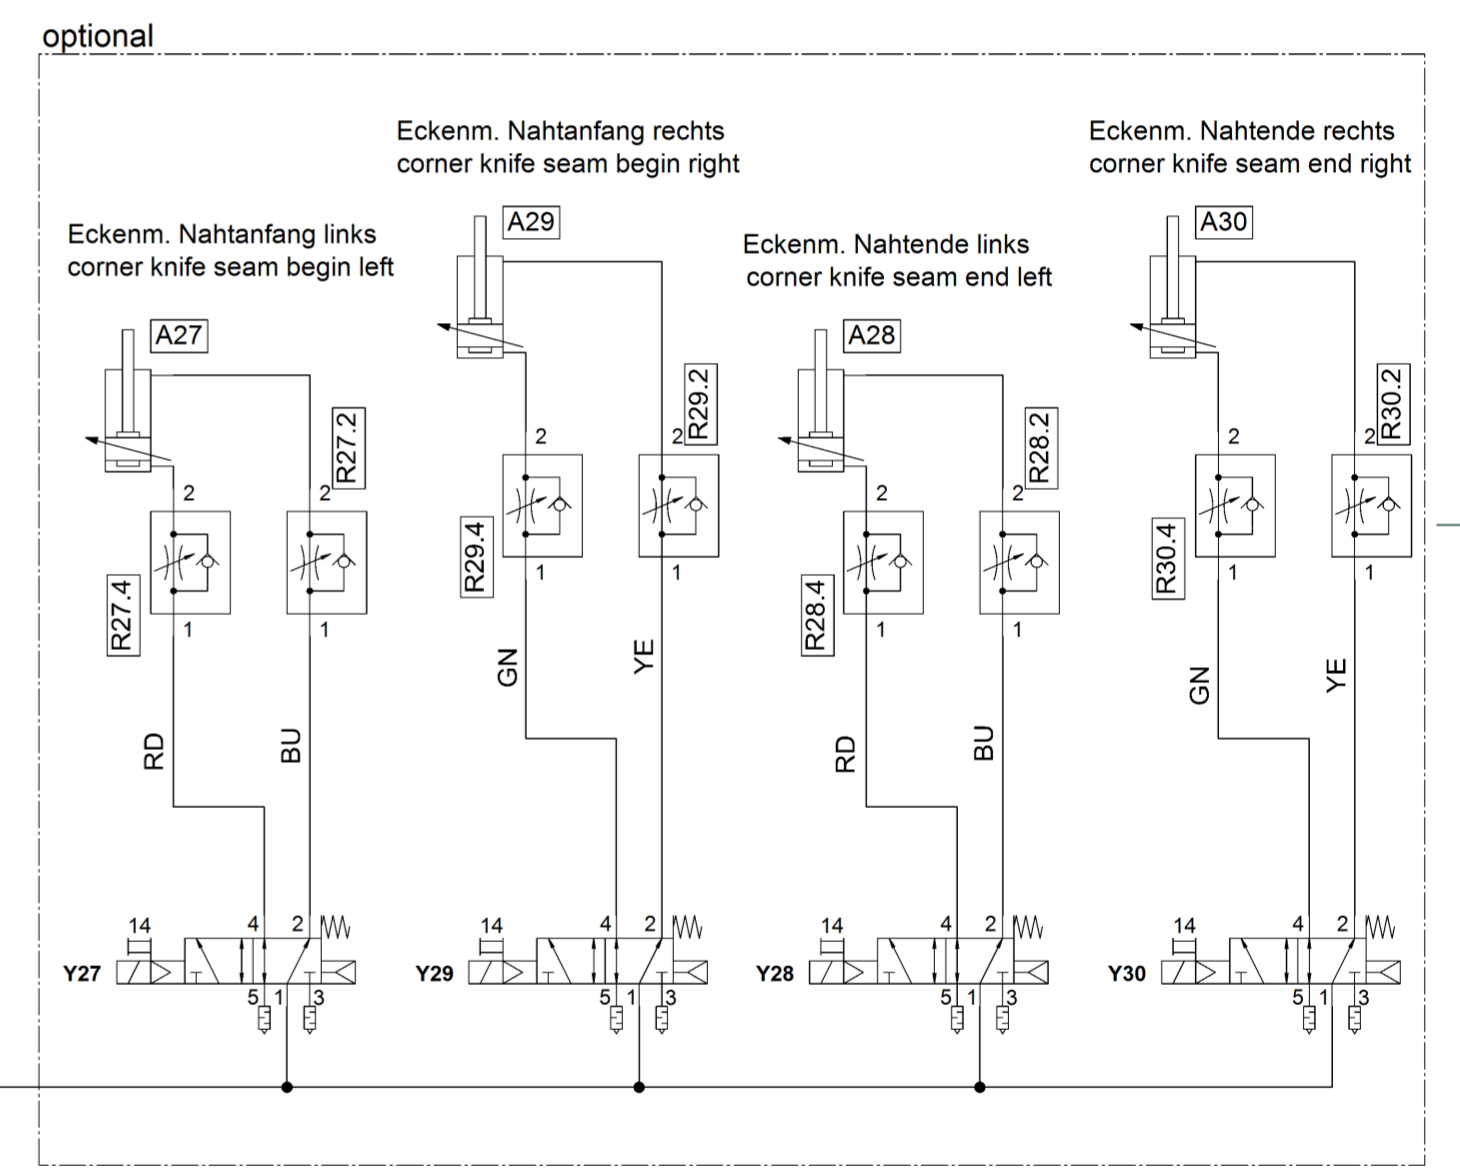 optional
Eckenm. Nahtanfang rechts
corner knife seam begin right
Eckenm. Nahtende rechts
corner knife seam end right
A29
A30
Eckenm. Nahtanfang links
corner knife seam begin left
Eckenm. Nahtende links
corner knife seam end left
A27
A28
R27.2
R29.2
R28.2
R30.2
2
2
2
2
2
2
2
2
R27.4
R29.4
R28.4
R30.4
1
1
1
1
1
1
1
1
RD
BU
GN
YE
RD
BU
GN
YE
14 4 2
14 4 2
14 4 2
14 4 2
Y27
Y29
Y28
Y30
5 1 3
5 1 3
5 1 3
5 1 3